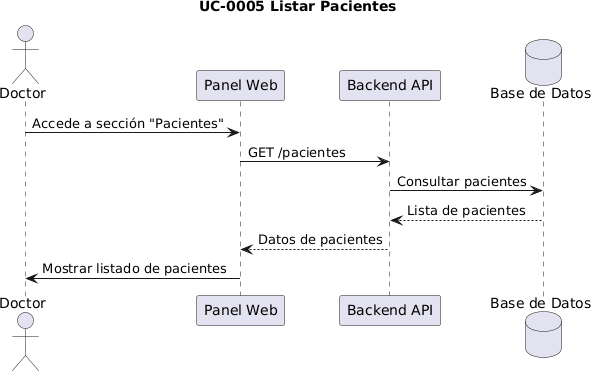 UC-0005 Listar Pacientes
Doctor
Panel Web
Backend API
Base de Datos
Accede a sección "Pacientes"
GET /pacientes
Consultar pacientes
Lista de pacientes
Datos de pacientes
Mostrar listado de pacientes
Doctor
Panel Web
Backend API
Base de Datos